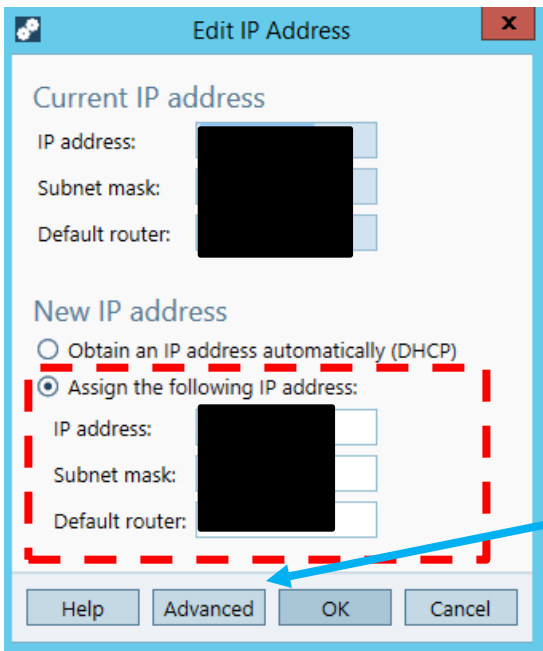 Edit IP Address
x
Current IP address
IP address:
Subnet mask:
Default router:
New IP address
Obtain an IP address automatically (DHCP)
Assign the following IP address:
IP address:
Subnet mask:
Default router:
Help Advanced OK Cancel